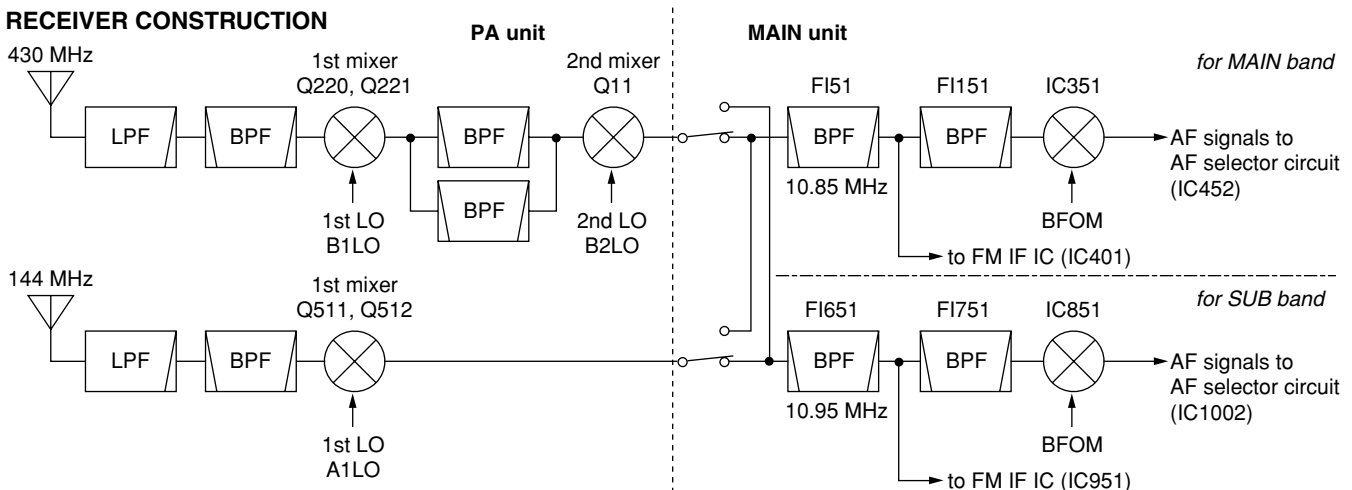 RECEIVER CONSTRUCTION
PA unit
MAIN unit
430 MHz
1st mixer
Q220, Q221
2nd mixer
Q11
for MAIN band
FI51
FI151
IC351
LPF
BPF
BPF
BPF
BPF
BPF
10.85 MHz
AF signals to
AF selector circuit
(IC452)
1st LO
B1LO
2nd LO
B2LO
BFOM
to FM IF IC (IC401)
144 MHz
1st mixer
Q511, Q512
for SUB band
FI651
FI751
IC851
LPF
BPF
BPF
BPF
10.95 MHz
AF signals to
AF selector circuit
(IC1002)
1st LO
A1LO
BFOM
to FM IF IC (IC951)